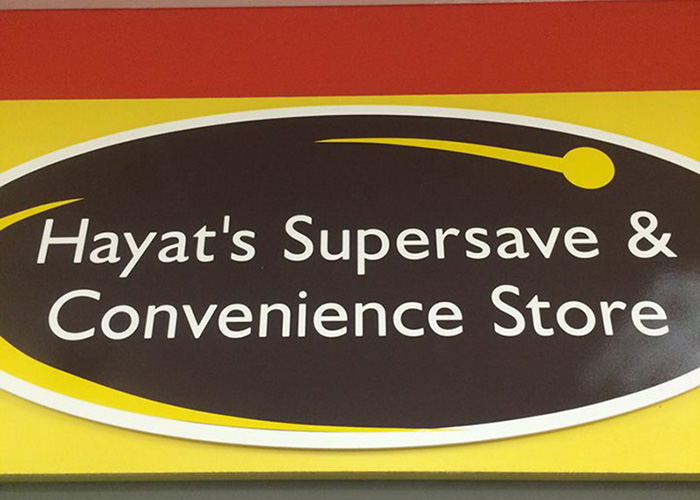 Hayat's Supersave &
Convenience Store